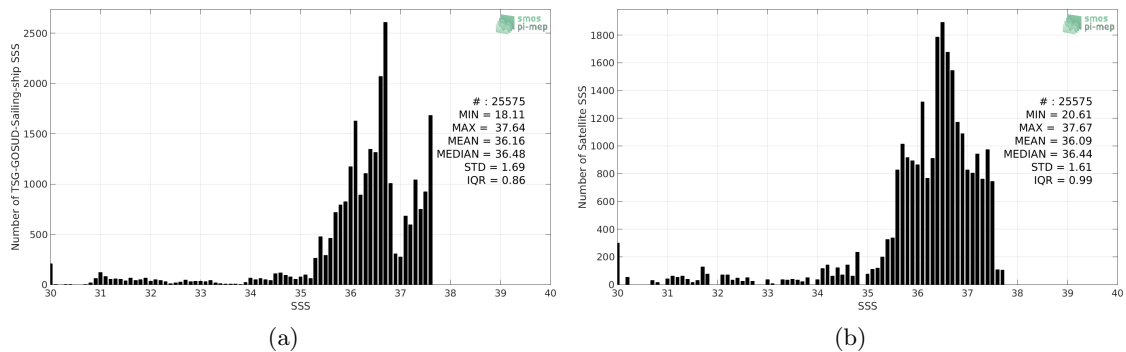 smos
pi-mep
Number of TSG-GOSUD-Sailing-ship SSS
2500
2000
1500
1000
500
0
# : 25575
MIN = 18.11
MAX = 37.64
MEAN = 36.16
MEDIAN = 36.48
STD = 1.69
IQR = 0.86
30 31 32 33 34 35 36 37 38 39 40
SSS
(a)
smos
pi-mep
Number of Satellite SSS
1800
1600
1400
1200
1000
800
600
400
200
0
# : 25575
MIN = 20.61
MAX = 37.67
MEAN = 36.09
MEDIAN = 36.44
STD = 1.61
IQR = 0.99
30 31 32 33 34 35 36 37 38 39 40
SSS
(b)